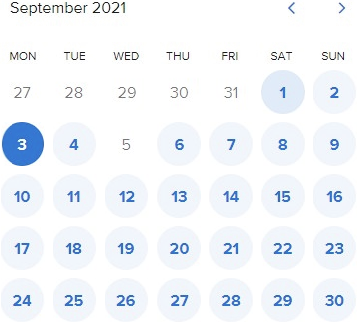 September 2021
MON TUE WED THU FRI SAT SUN
27 28 29 30 31 1 2
3 4 5 6 7 8 9
10 11 12 13 14 15 16
17 18 19 20 21 22 23
24 25 26 27 28 29 30